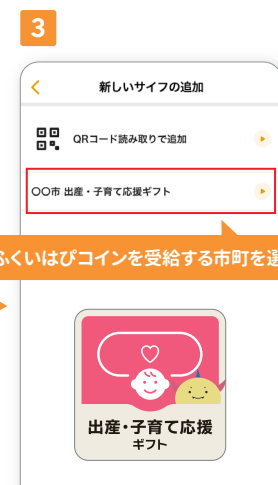 3
新しいサイフの追加
QRコード読み取りで追加
〇〇市 出産・子育て応援ギフト
ふくいはぴコインを受給する市町を選
出産・子育て応援
ギフト